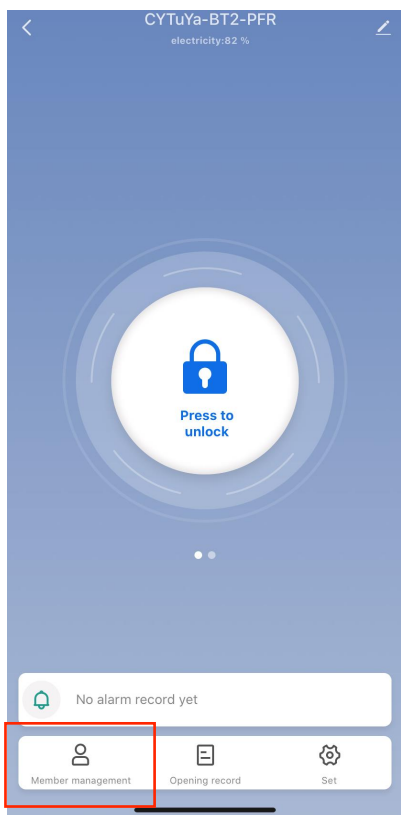 CYTuYa-BT2-PFR
electricity:82 %
Press to
unlock
No alarm record yet
Member management
Opening record
Set